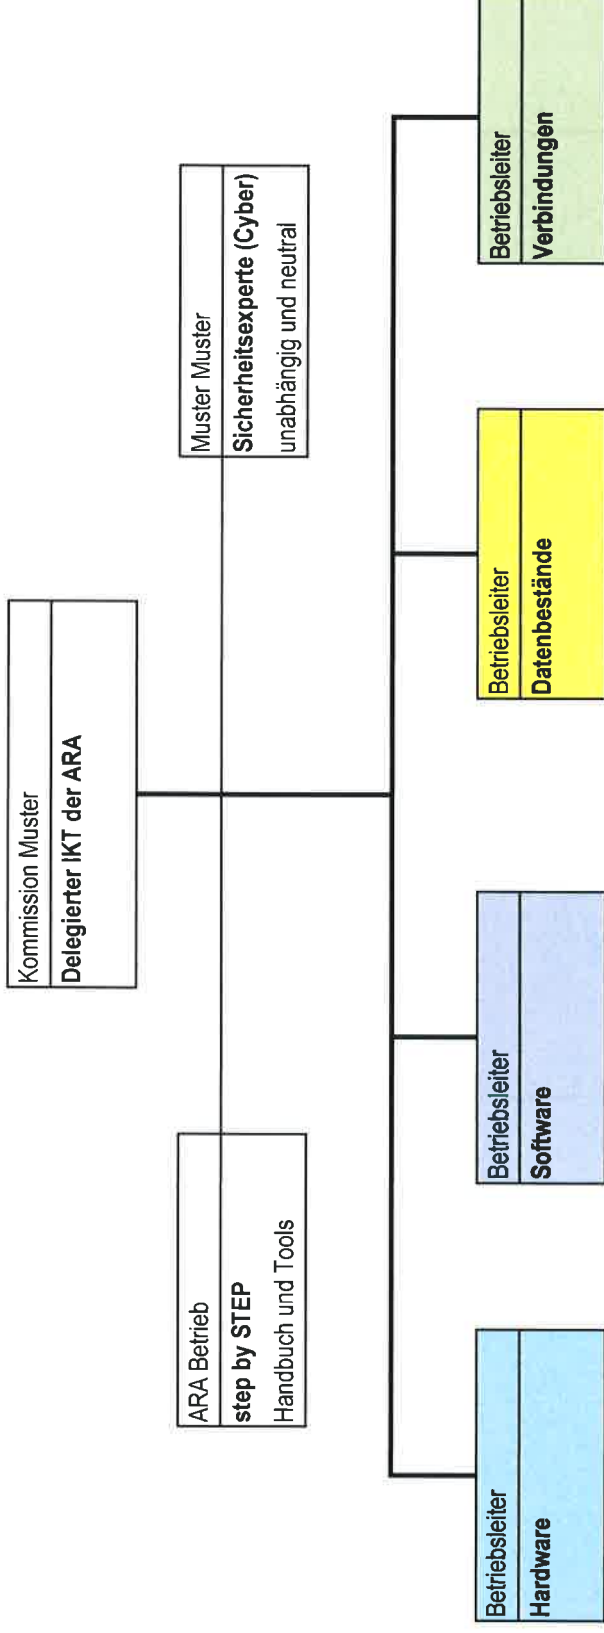 Kommission Muster
Delegierter IKT der ARA
ARA Betrieb
step by STEP
Handbuch und Tools
Muster Muster
Sicherheitsexperte (Cyber)
unabhängig und neutral
Betriebsleiter
Hardware
Betriebsleiter
Software
Betriebsleiter
Datenbestände
Betriebsleiter
Verbindungen